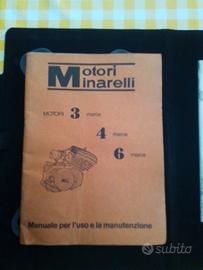 Motori
Minarelli
MOTORI 3 marce
4 marce
6 marce
Manuale per l'uso e la manutenzione
subito